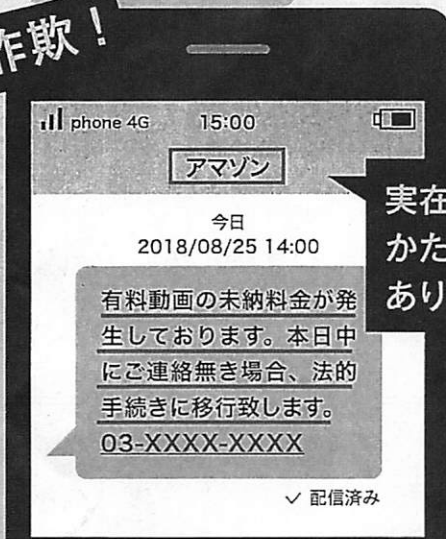 詐欺！
phone 4G 15:00
アマゾン
今日
2018/08/25 14:00
有料動画の未納料金が発
生しております。本日中
にご連絡無き場合、法的
手続きに移行致します。
03-XXXX-XXXX
✓ 配信済み
実在
かた
あり